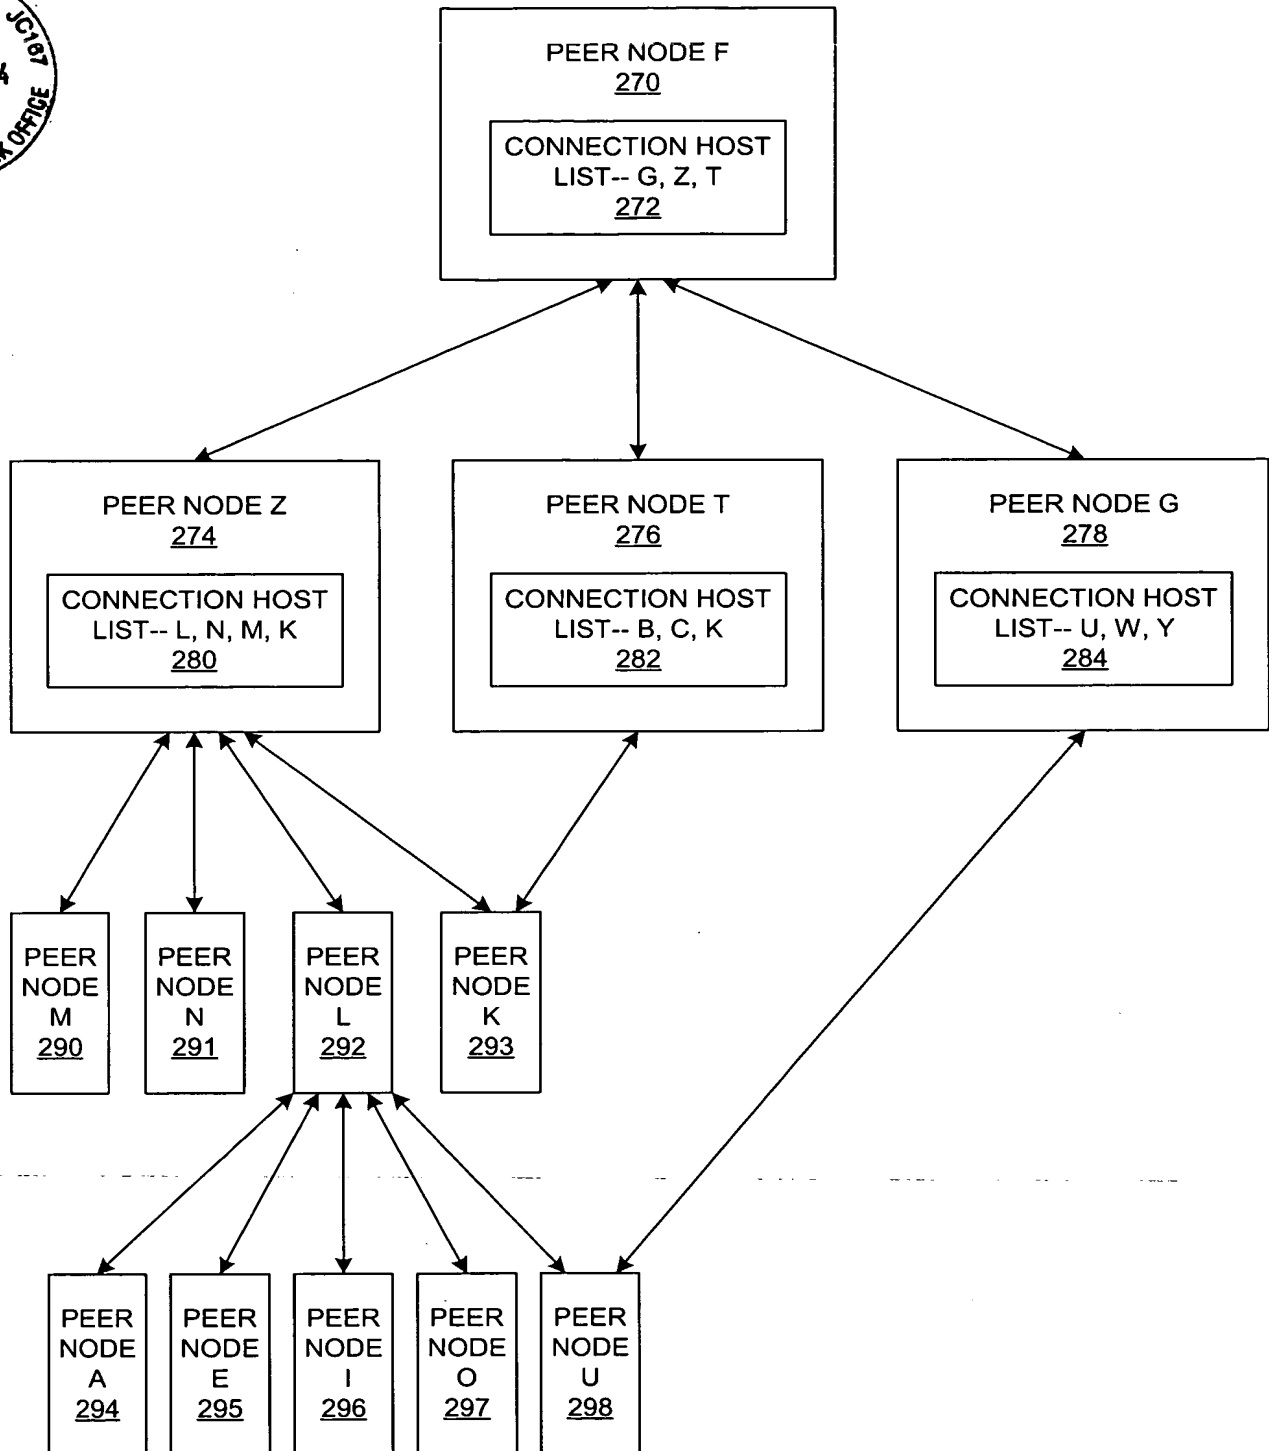 JC167
OFFICE
PEER NODE F
270
CONNECTION HOST
LIST-- G, Z, T
272
PEER NODE Z
274
CONNECTION HOST
LIST-- L, N, M, K
280
PEER NODE T
276
CONNECTION HOST
LIST-- B, C, K
282
PEER NODE G
278
CONNECTION HOST
LIST-- U, W, Y
284
PEER
NODE
M
290
PEER
NODE
N
291
PEER
NODE
L
292
PEER
NODE
K
293
PEER
NODE
A
294
PEER
NODE
E
295
PEER
NODE
I
296
PEER
NODE
O
297
PEER
NODE
U
298